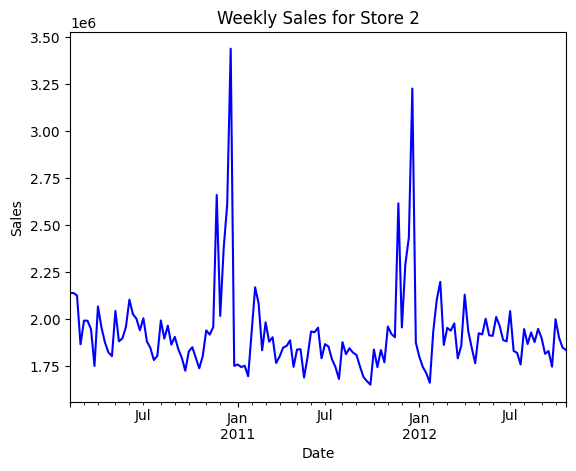 Weekly Sales for Store 2
1e6
3.50
3.25
3.00
2.75
2.50
2.25
2.00
1.75
Sales
Jul
Jan
2011
Jul
Jan
2012
Jul
Date